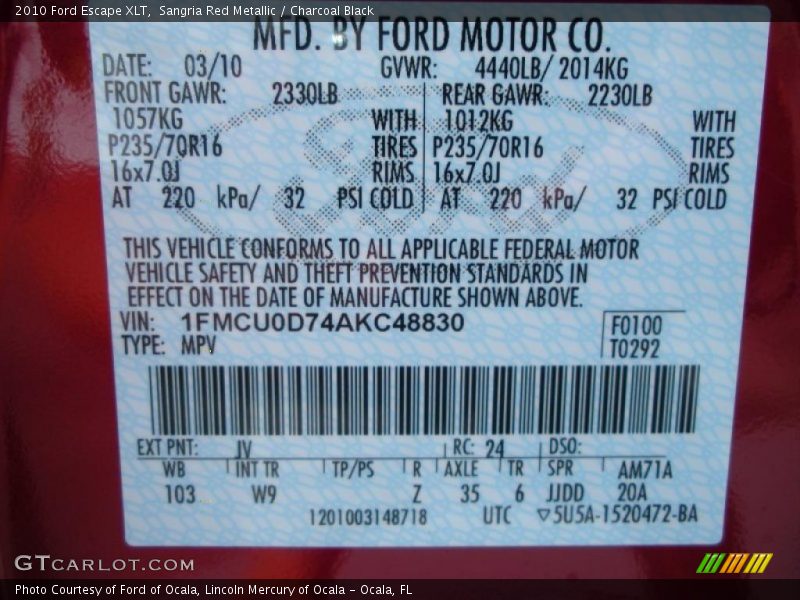 2010 Ford Escape XLT, Sangria Red Metallic / Charcoal Black
MFD. BY FORD MOTOR CO.
DATE: 03/10 GVWR: 4440LB/ 2014KG
FRONT GAWR: 2330LB REAR GAWR: 2230LB
1057KG WITH 1012KG WITH
P235/70R16 TIRES P235/70R16 TIRES
16x7.0J RIMS 16x7.0J RIMS
AT 220 kPa/ 32 PSI COLD AT 220 kPa/ 32 PSI COLD
Ford
THIS VEHICLE CONFORMS TO ALL APPLICABLE FEDERAL MOTOR
VEHICLE SAFETY AND THEFT PREVENTION STANDARDS IN
EFFECT ON THE DATE OF MANUFACTURE SHOWN ABOVE.
VIN: 1FMCU0D74AKC48830 F0100
TYPE: MPV T0292
EXT PNT: JV RC: 24 DSO:
WB INT TR TP/PS R AXLE TR SPR AM71A
103 W9 Z 35 6 JJDD 20A
1201003148718 UTC ▽5U5A-1520472-BA
GTCARLOT.COM
Photo Courtesy of Ford of Ocala, Lincoln Mercury of Ocala - Ocala, FL